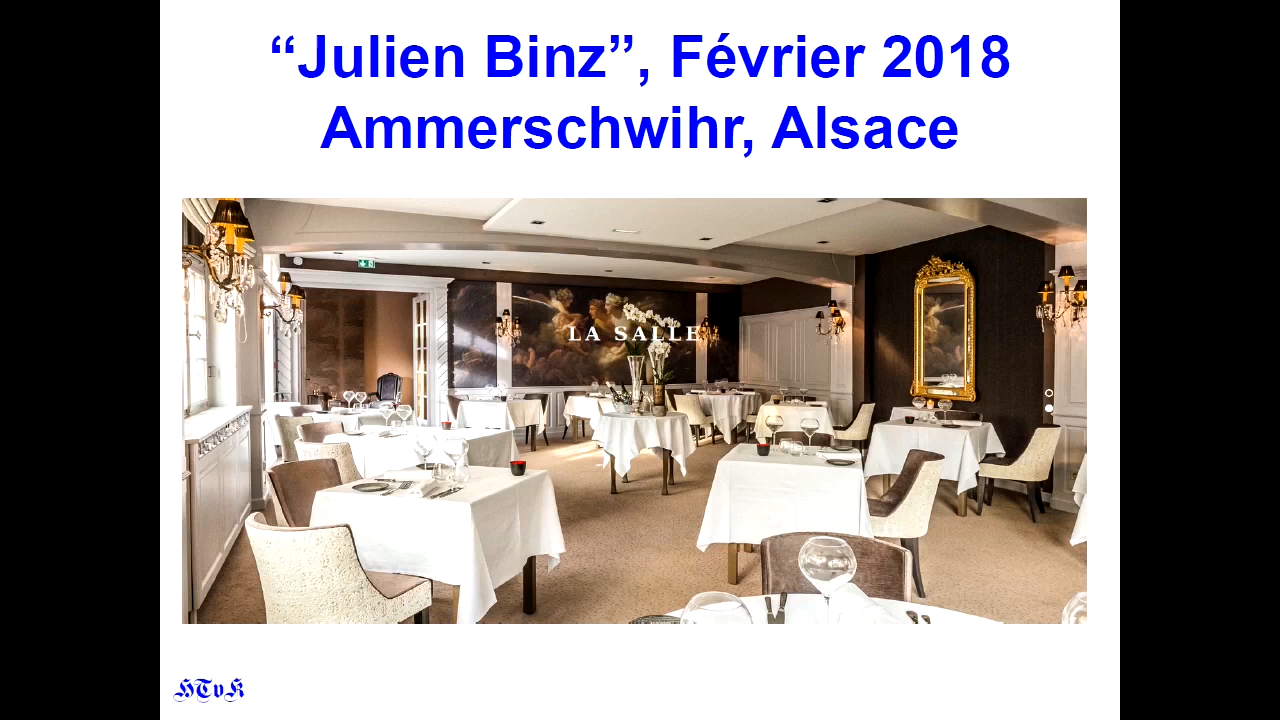 “Julien Binz”, Février 2018
Ammerschwihr, Alsace
LA SALLE
HTvK